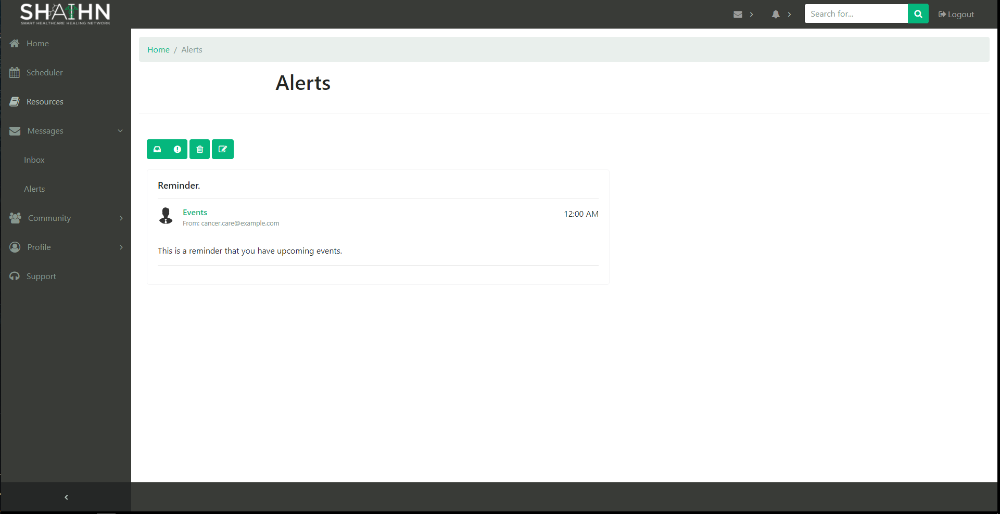 SHAIHN
SMART HEALTHCARE HEALING NETWORK
Search for...
Logout
Home
Scheduler
Resources
Messages
Inbox
Alerts
Community
Profile
Support
Home / Alerts
Alerts
Reminder.
Events
12:00 AM
From: cancer.care@example.com
This is a reminder that you have upcoming events.